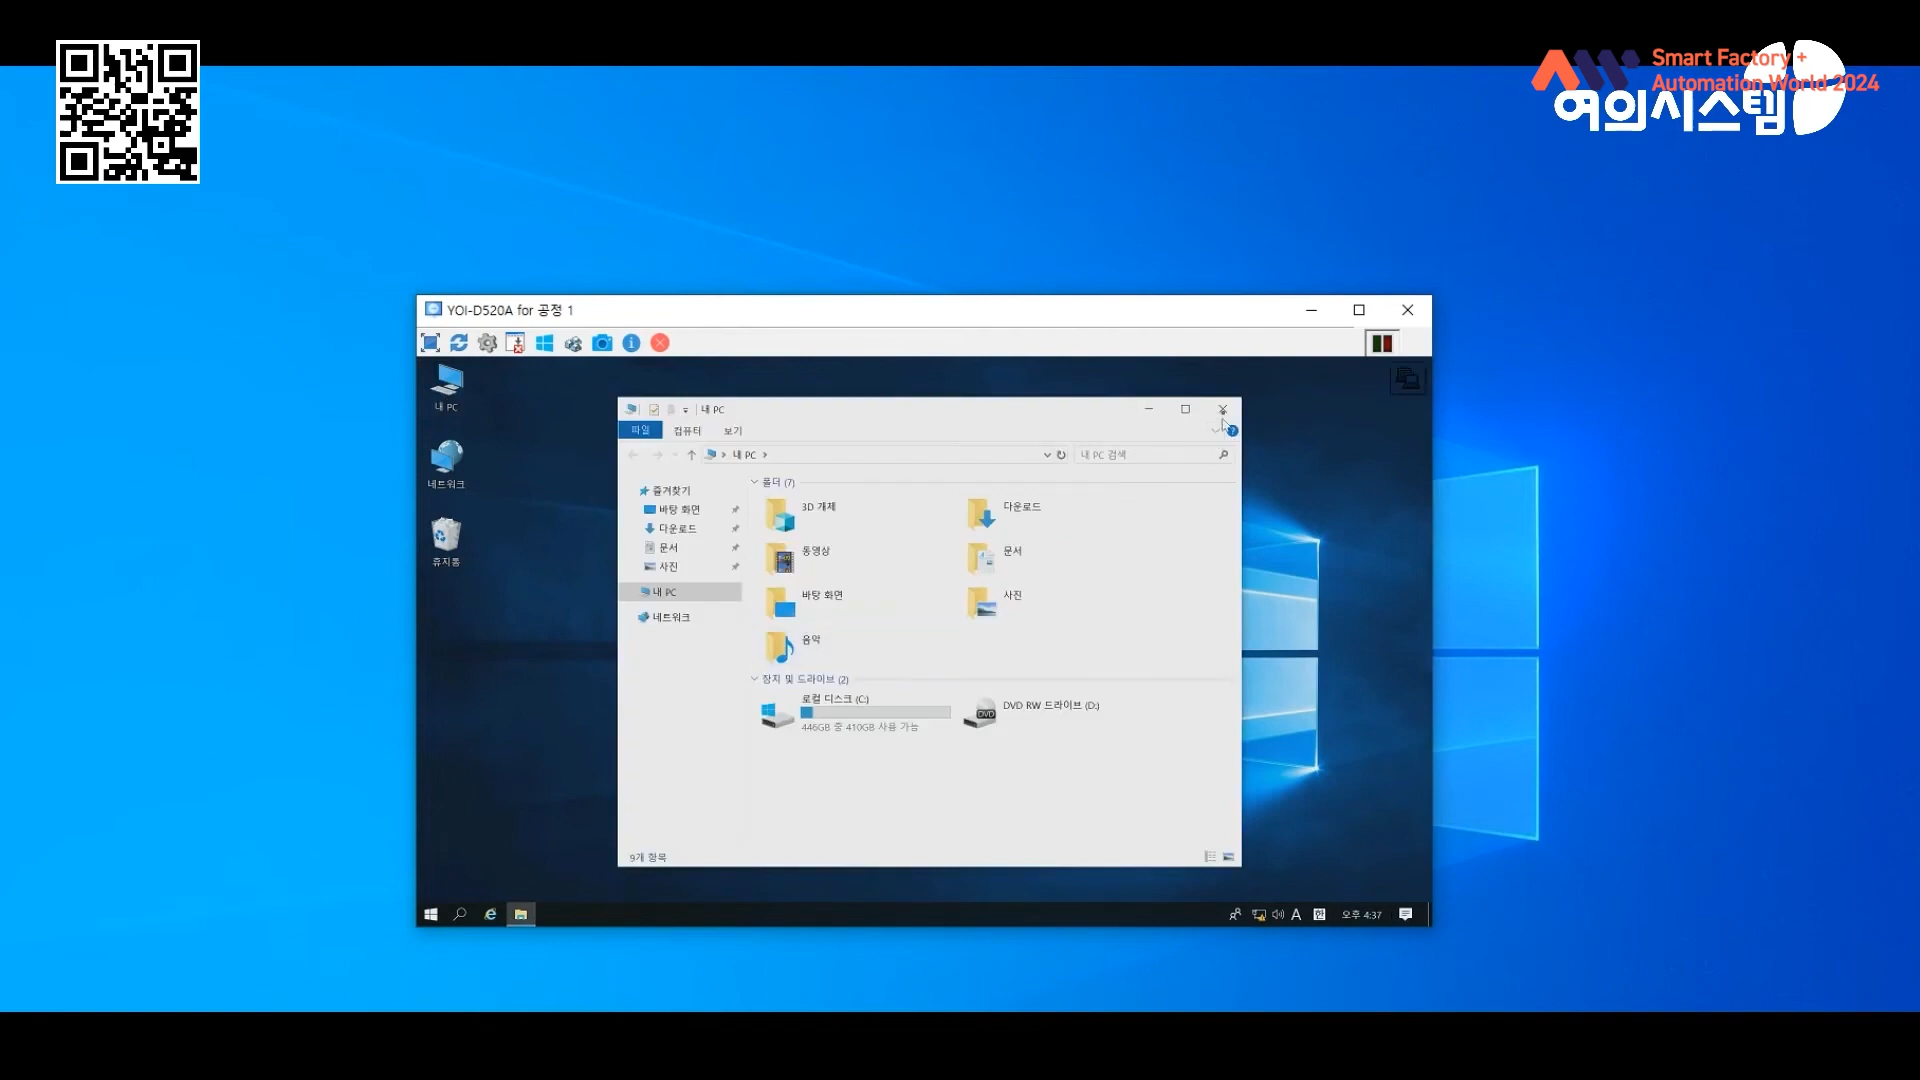 Smart Factory +
Automation World 2024
여의시스템
YOI-D520A for 공정 1
내 PC
네트워크
휴지통
내 PC
파일 컴퓨터 보기
내 PC
내 PC 검색
즐겨찾기
바탕 화면
다운로드
문서
사진
내 PC
네트워크
폴더 (7)
3D 개체
다운로드
동영상
문서
바탕 화면
사진
음악
장치 및 드라이브 (2)
로컬 디스크 (C:)
446GB 중 410GB 사용 가능
DVD
DVD RW 드라이브 (D:)
9개 항목
A 한 오후 4:37